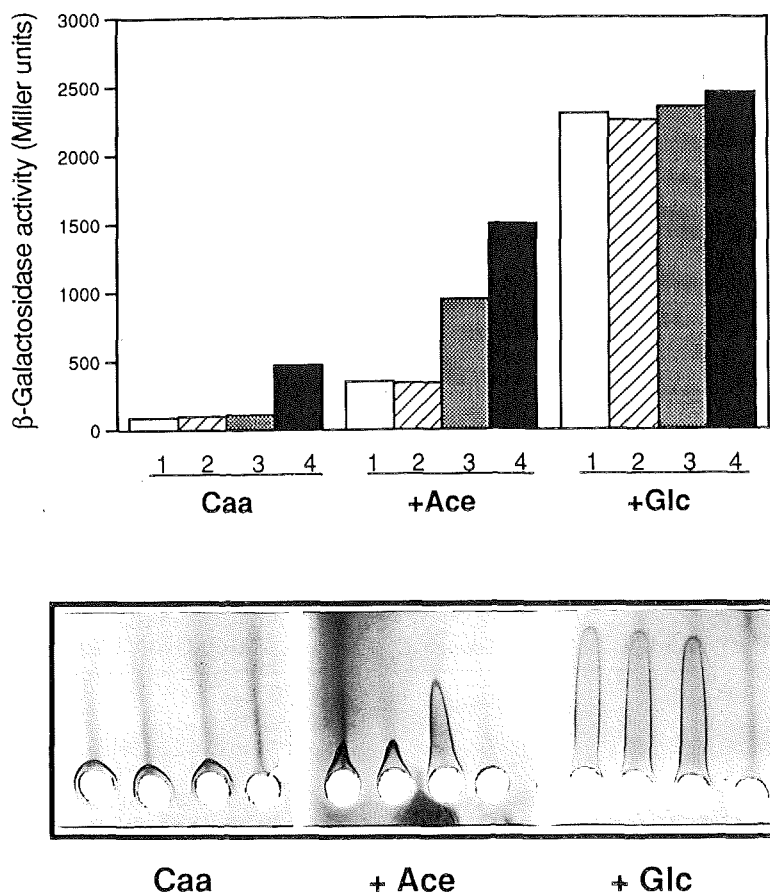 β-Galactosidase activity (Miller units)
3000
2500
2000
1500
1000
500
0
1 2 3 4 1 2 3 4 1 2 3 4
Caa +Ace +Glc
Caa + Ace + Glc